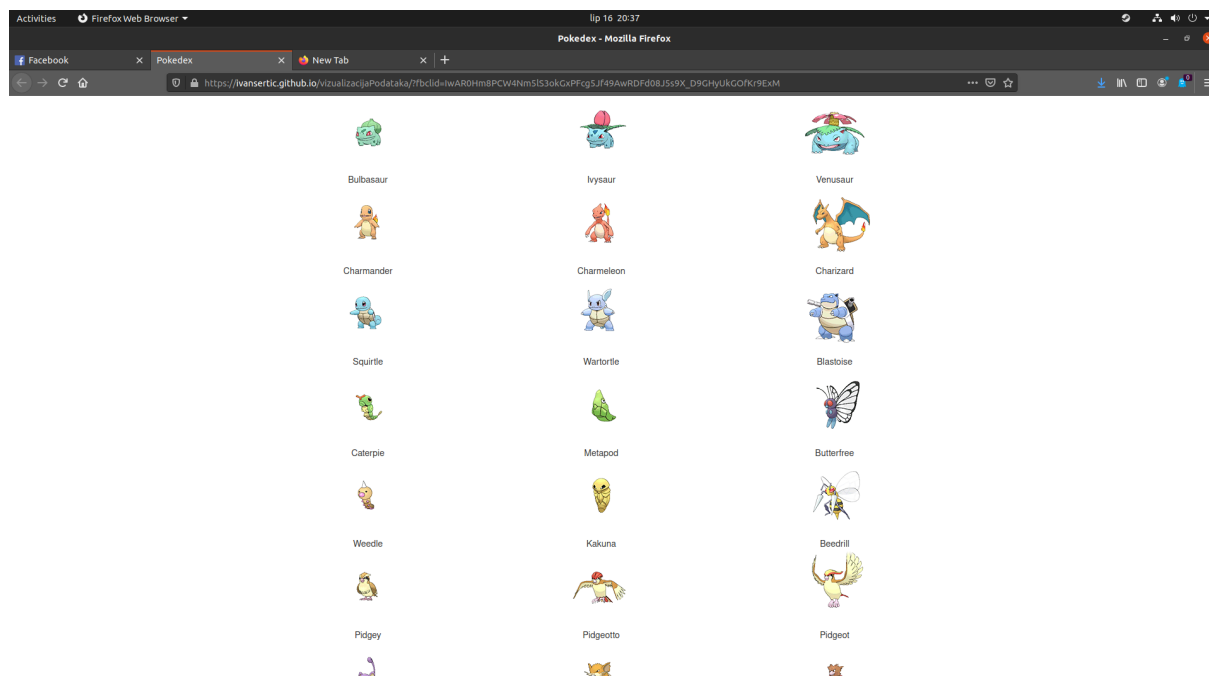 Activities Firefox Web Browser lip 16 20:37
Pokedex - Mozilla Firefox
Facebook Pokedex New Tab
https://ivansertic.github.io/vizualizacijaPodataka/?fbclid=IwAR0Hm8PCW4Nm5lS3okGxPFcg5Jf49AwRDFd08J5s9X_D9GHyUkGOfKr9ExM
Bulbasaur Ivysaur Venusaur
Charmander Charmeleon Charizard
Squirtle Wartortle Blastoise
Caterpie Metapod Butterfree
Weedle Kakuna Beedrill
Pidgey Pidgeotto Pidgeot